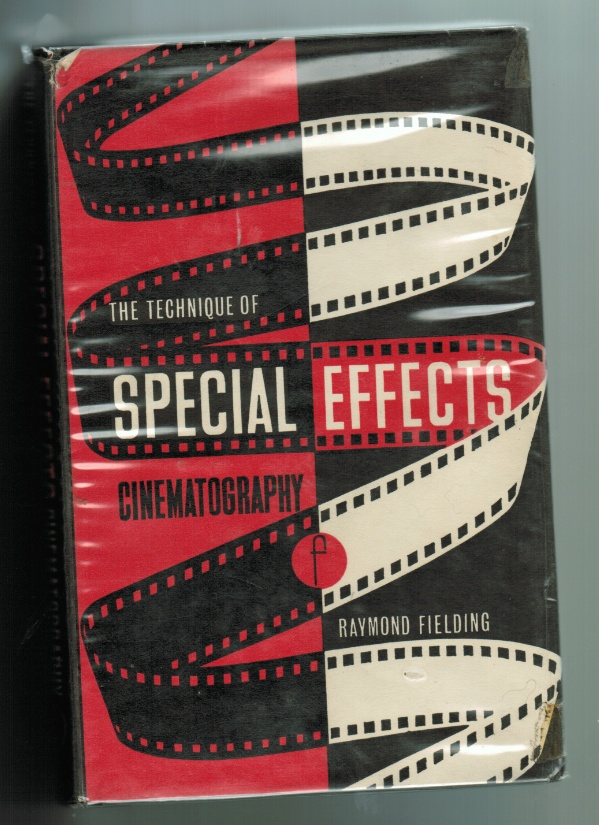 THE TECHNIQUE OF
SPECIAL EFFECTS
CINEMATOGRAPHY
f
RAYMOND FIELDING